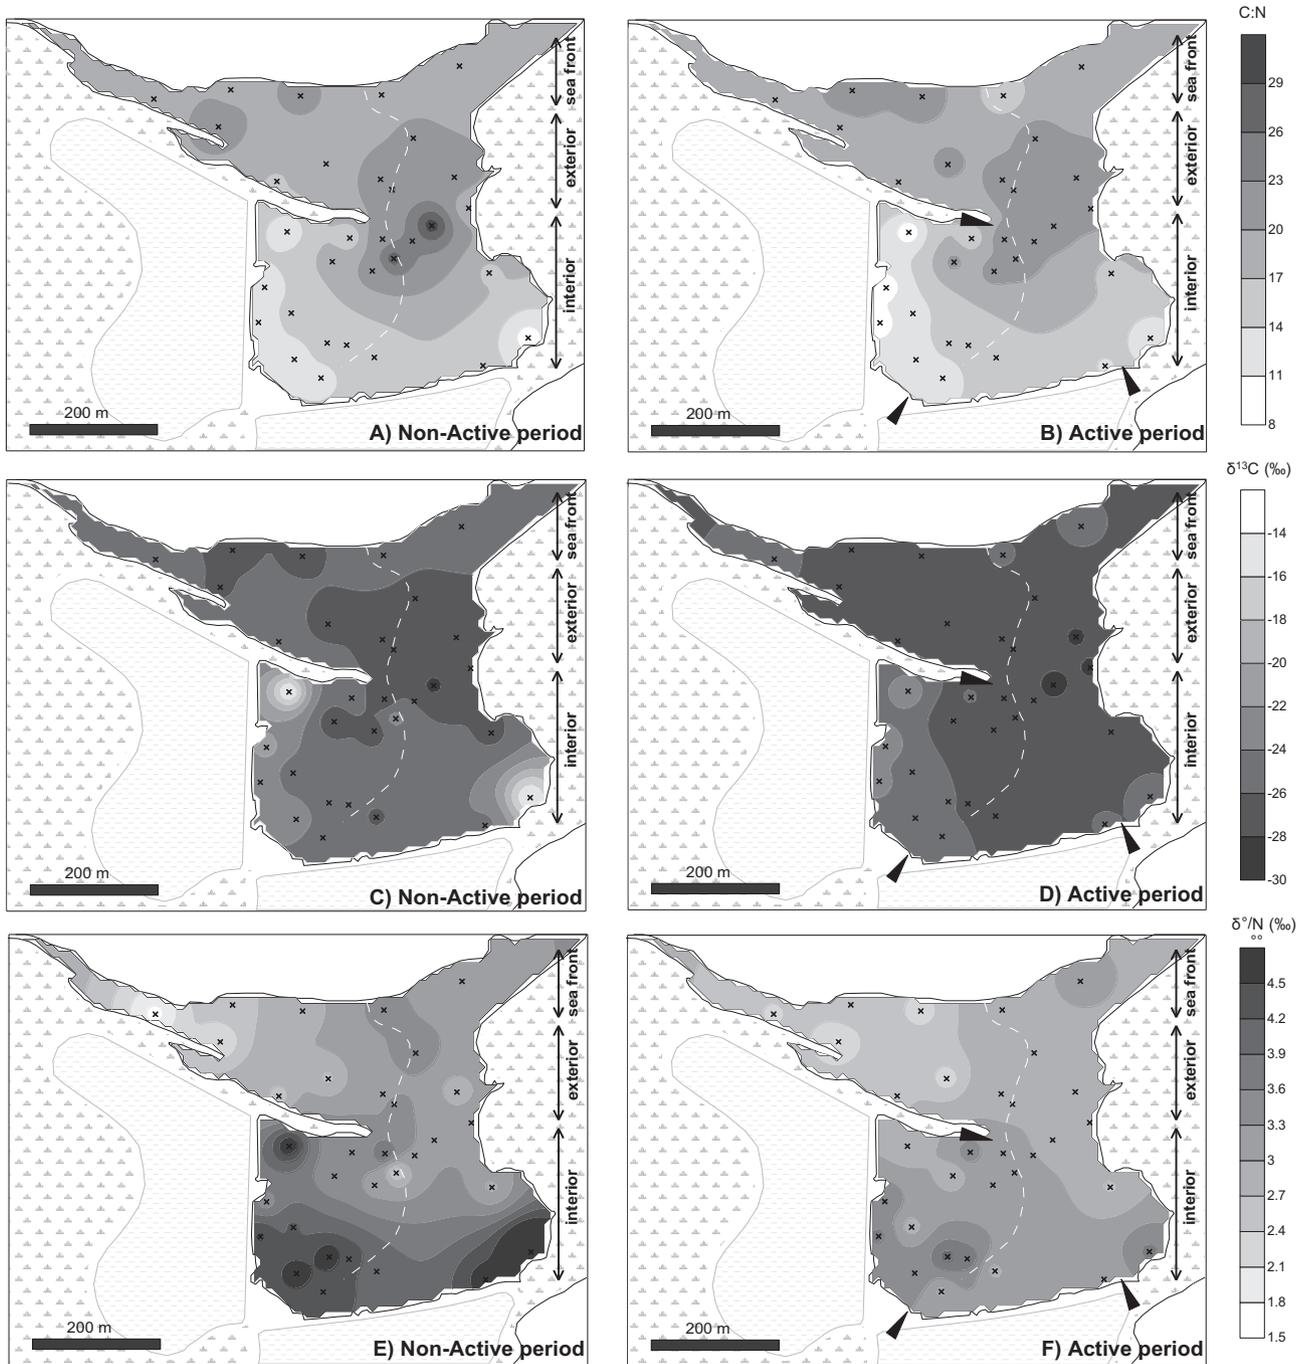 C:N
sea front
exterior
interior
200 m
A) Non-Active period
sea front
exterior
interior
200 m
B) Active period
29
26
23
20
17
14
11
8
δ¹³C (‰)
sea front
exterior
interior
200 m
C) Non-Active period
sea front
exterior
interior
200 m
D) Active period
-14
-16
-18
-20
-22
-24
-26
-28
-30
δ°/N (‰)
°°
sea front
exterior
interior
200 m
E) Non-Active period
sea front
exterior
interior
200 m
F) Active period
4.5
4.2
3.9
3.6
3.3
3
2.7
2.4
2.1
1.8
1.5